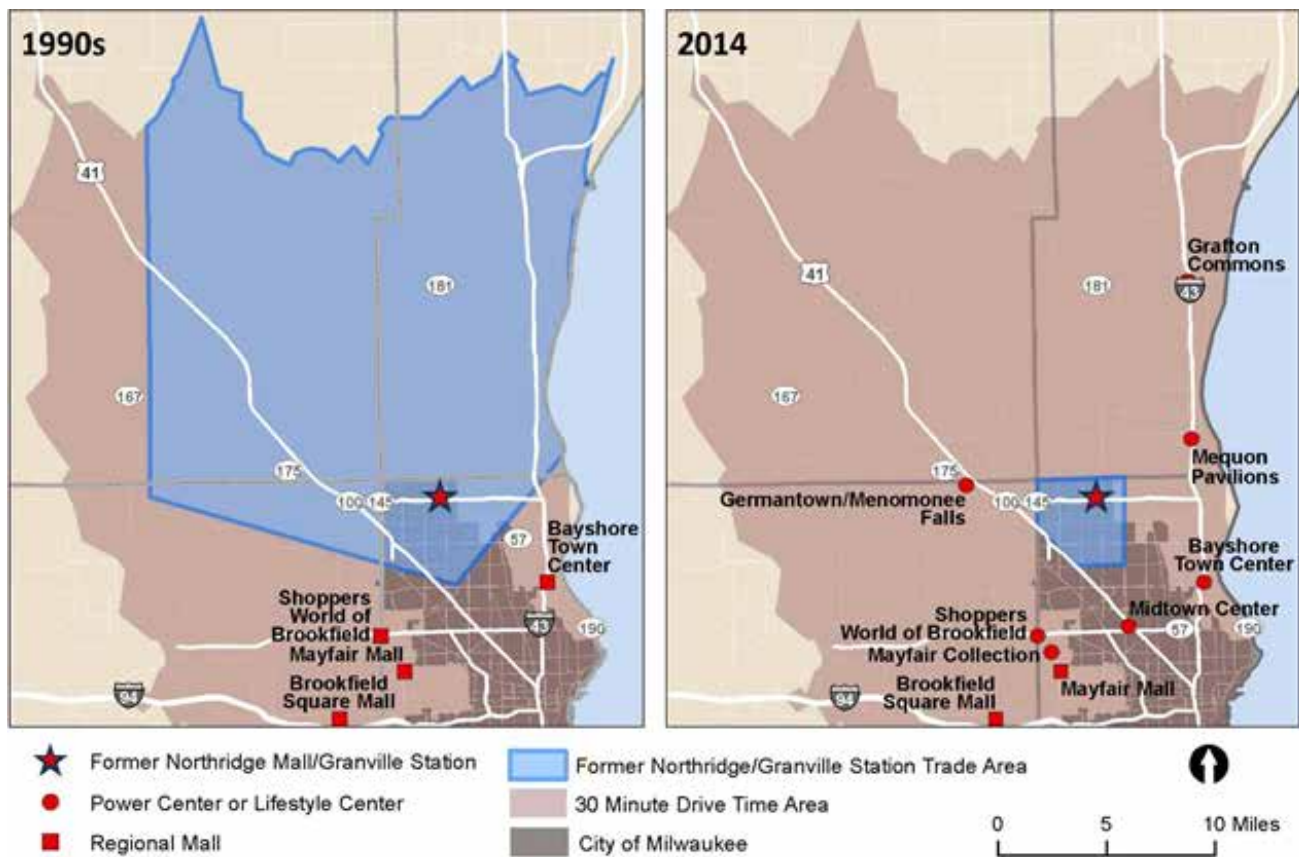 1990s
41
181
167
175
100
145
57
Bayshore
Town
Center
Shoppers
World of
Brookfield
43
190
Mayfair Mall
Brookfield
Square Mall
2014
Grafton
Commons
41
181
43
167
Mequon
Pavilions
175
Germantown/Menomonee
Falls
100
145
Bayshore
Town Center
Midtown Center
Shoppers
World of Brookfield
57
190
Mayfair Collection
Mayfair Mall
Brookfield
Square Mall
Former Northridge Mall/Granville Station
Power Center or Lifestyle Center
Regional Mall
Former Northridge/Granville Station Trade Area
30 Minute Drive Time Area
City of Milwaukee
0 5 10 Miles